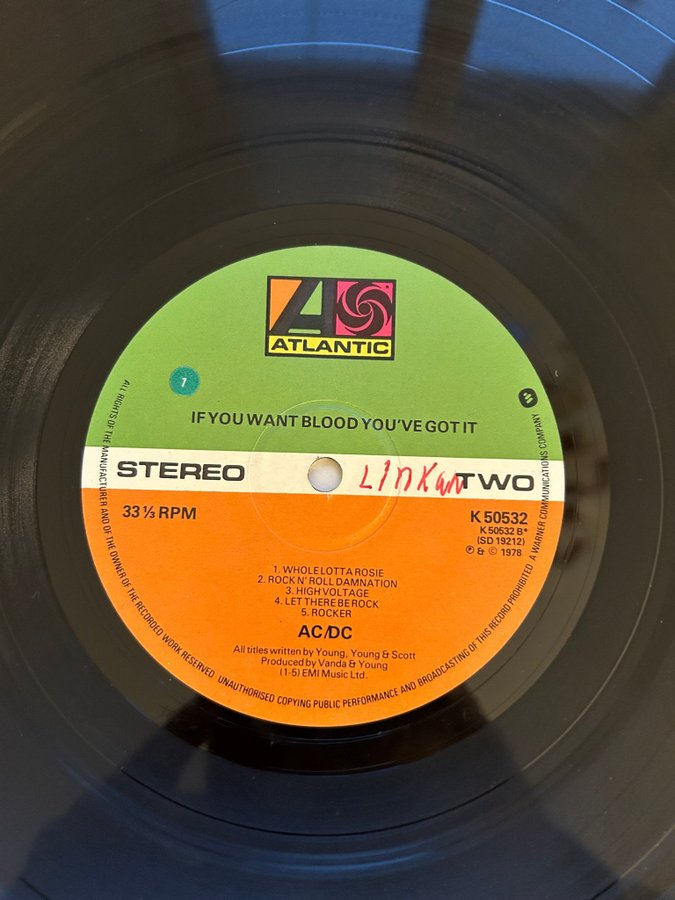 ATLANTIC
7
IF YOU WANT BLOOD YOU'VE GOT IT
STEREO
TWO
33 ⅓ RPM
K 50532
K 50532 B*
(SD 19212)
℗ & © 1978
1. WHOLE LOTTA ROSIE
2. ROCK N' ROLL DAMNATION
3. HIGH VOLTAGE
4. LET THERE BE ROCK
5. ROCKER
AC/DC
All titles written by Young, Young & Scott
Produced by Vanda & Young
(1-5) EMI Music Ltd.
ALL RIGHTS OF THE MANUFACTURER AND OF THE OWNER OF THE RECORDED WORK RESERVED UNAUTHORISED COPYING PUBLIC PERFORMANCE AND BROADCASTING OF THIS RECORD PROHIBITED A WARNER COMMUNICATIONS COMPANY